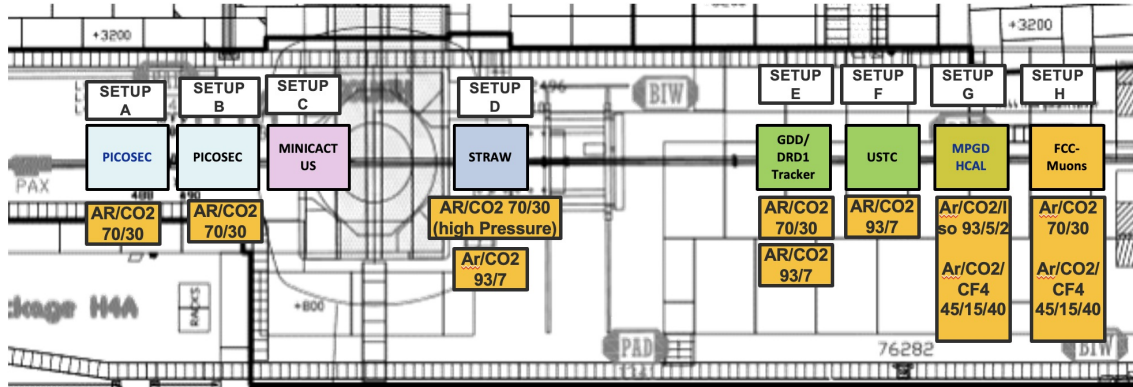 +3200
+3200
+3200
SETUP
A
SETUP
B
SETUP
C
SETUP
D
SETUP
E
SETUP
F
SETUP
G
SETUP
H
2496
BIW
PICOSEC
PICOSEC
MINICACT
US
STRAW
GDD/
DRD1
Tracker
USTC
MPGD
HCAL
FCC-
Muons
PAX
488
490
AR/CO2
70/30
AR/CO2
70/30
AR/CO2 70/30
(high Pressure)
Ar/CO2
93/7
AR/CO2
70/30
AR/CO2
93/7
AR/CO2
93/7
Ar/CO2/I
so 93/5/2
Ar/CO2/
CF4
45/15/40
Ar/CO2
70/30
Ar/CO2/
CF4
45/15/40
+800
RACKS
ckage H4A
PAD
76282
BIW